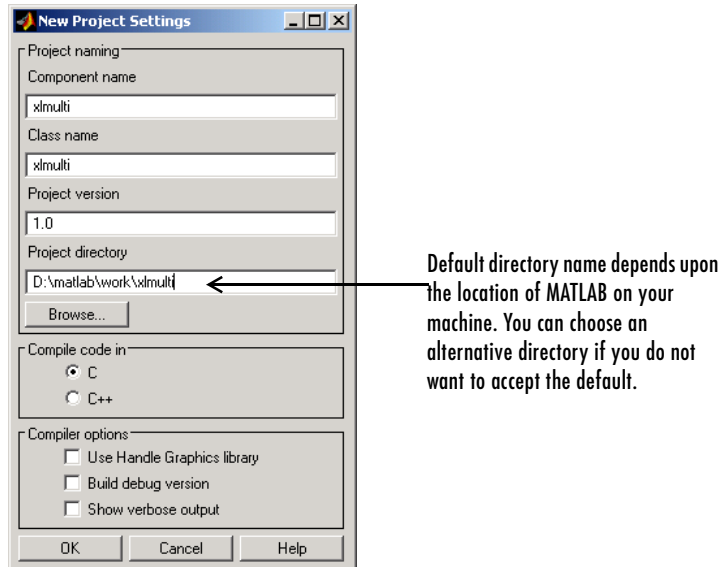 New Project Settings
Project naming
Component name
xlmulti
Class name
xlmulti
Project version
1.0
Project directory
D:\matlab\work\xlmulti
Browse...
Compile code in
C
C++
Compiler options
Use Handle Graphics library
Build debug version
Show verbose output
OK Cancel Help
Default directory name depends upon
the location of MATLAB on your
machine. You can choose an
alternative directory if you do not
want to accept the default.